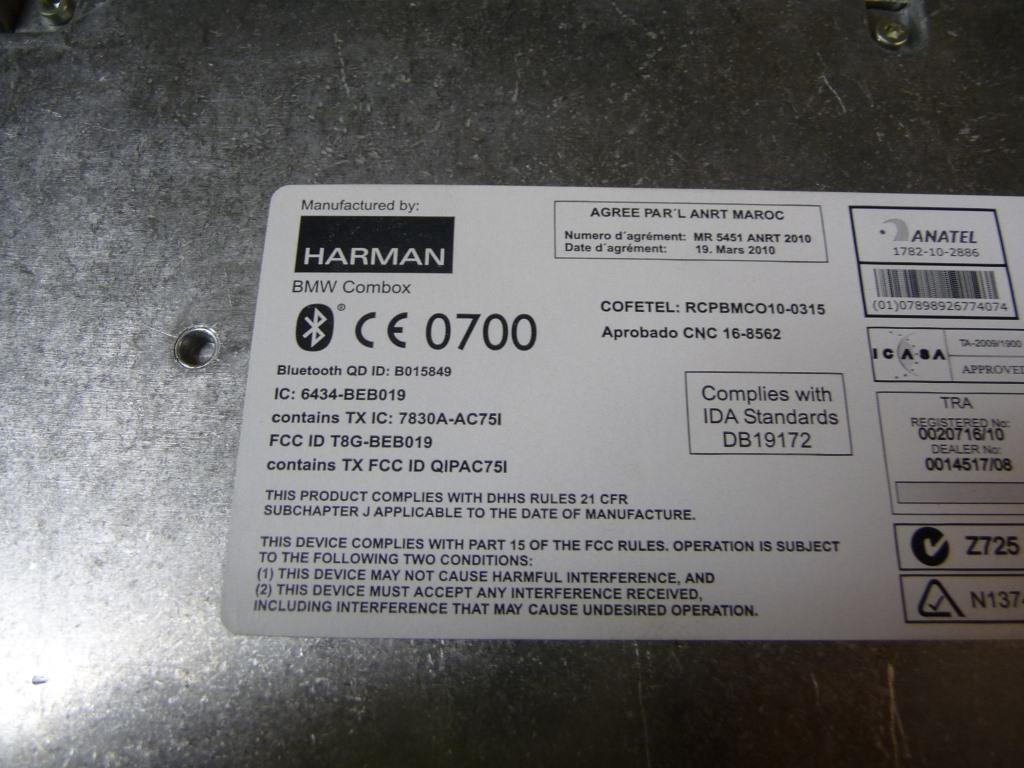 Manufactured by:
HARMAN
BMW Combox
® CE 0700
Bluetooth QD ID: B015849
IC: 6434-BEB019
contains TX IC: 7830A-AC75I
FCC ID T8G-BEB019
contains TX FCC ID QIPAC75I
THIS PRODUCT COMPLIES WITH DHHS RULES 21 CFR
SUBCHAPTER J APPLICABLE TO THE DATE OF MANUFACTURE.
THIS DEVICE COMPLIES WITH PART 15 OF THE FCC RULES. OPERATION IS SUBJECT
TO THE FOLLOWING TWO CONDITIONS:
(1) THIS DEVICE MAY NOT CAUSE HARMFUL INTERFERENCE, AND
(2) THIS DEVICE MUST ACCEPT ANY INTERFERENCE RECEIVED,
INCLUDING INTERFERENCE THAT MAY CAUSE UNDESIRED OPERATION.
AGREE PAR´L ANRT MAROC
Numero d´agrément: MR 5451 ANRT 2010
Date d´agrément: 19. Mars 2010
COFETEL: RCPBMCO10-0315
Aprobado CNC 16-8562
Complies with
IDA Standards
DB19172
ANATEL
1782-10-2886
(01)07898926774074
ICASA
TA-2009/1900
APPROVED
TRA
REGISTERED No:
0020716/10
DEALER No:
0014517/08
Z725
N1374